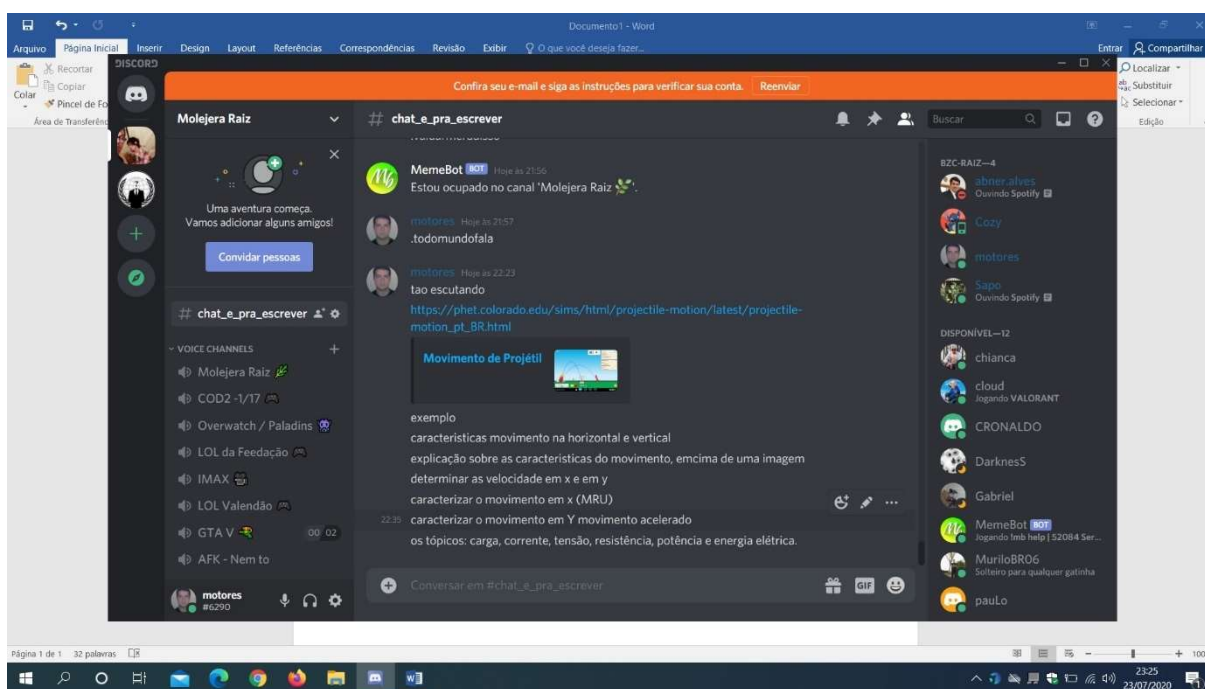 Documento1 - Word
Arquivo Página Inicial Inserir Design Layout Referências Correspondências Revisão Exibir O que você deseja fazer... Entrar Compartilhar
Recortar
Copiar
Colar
Pincel de Fo
Área de Transferênc
Localizar
Substituir
Selecionar
Edição
DISCORD
Confira seu e-mail e siga as instruções para verificar sua conta. Reenviar
Molejera Raiz
Uma aventura começa.
Vamos adicionar alguns amigos!
Convidar pessoas
# chat_e_pra_escrever
VOICE CHANNELS
Molejera Raiz
COD2 -1/17
Overwatch / Paladins
LOL da Feedação
IMAX
LOL Valendão
GTA V 00 02
AFK - Nem to
motores
#6290
# chat_e_pra_escrever
Buscar
MemeBot BOT Hoje às 21:56
Estou ocupado no canal 'Molejera Raiz'.
motores Hoje às 21:57
.todomundofala
motores Hoje às 22:23
tao escutando
https://phet.colorado.edu/sims/html/projectile-motion/latest/projectile-
motion_pt_BR.html
Movimento de Projétil
exemplo
caracteristicas movimento na horizontal e vertical
explicação sobre as caracteristicas do movimento, emcima de uma imagem
determinar as velocidade em x e em y
caracterizar o movimento em x (MRU)
22:35 caracterizar o movimento em Y movimento acelerado
os tópicos: carga, corrente, tensão, resistência, potência e energia elétrica.
Conversar em #chat_e_pra_escrever
GIF
BZC-RAIZ—4
abner.alves
Ouvindo Spotify
Cozy
motores
Sapo
Ouvindo Spotify
DISPONÍVEL—12
chianca
cloud
Jogando VALORANT
CRONALDO
DarknesS
Gabriel
MemeBot BOT
Jogando !mb help | 52084 Ser...
MuriloBR06
Solteiro para qualquer gatinha
pauLo
Página 1 de 1 32 palavras
100
23:25
23/07/2020